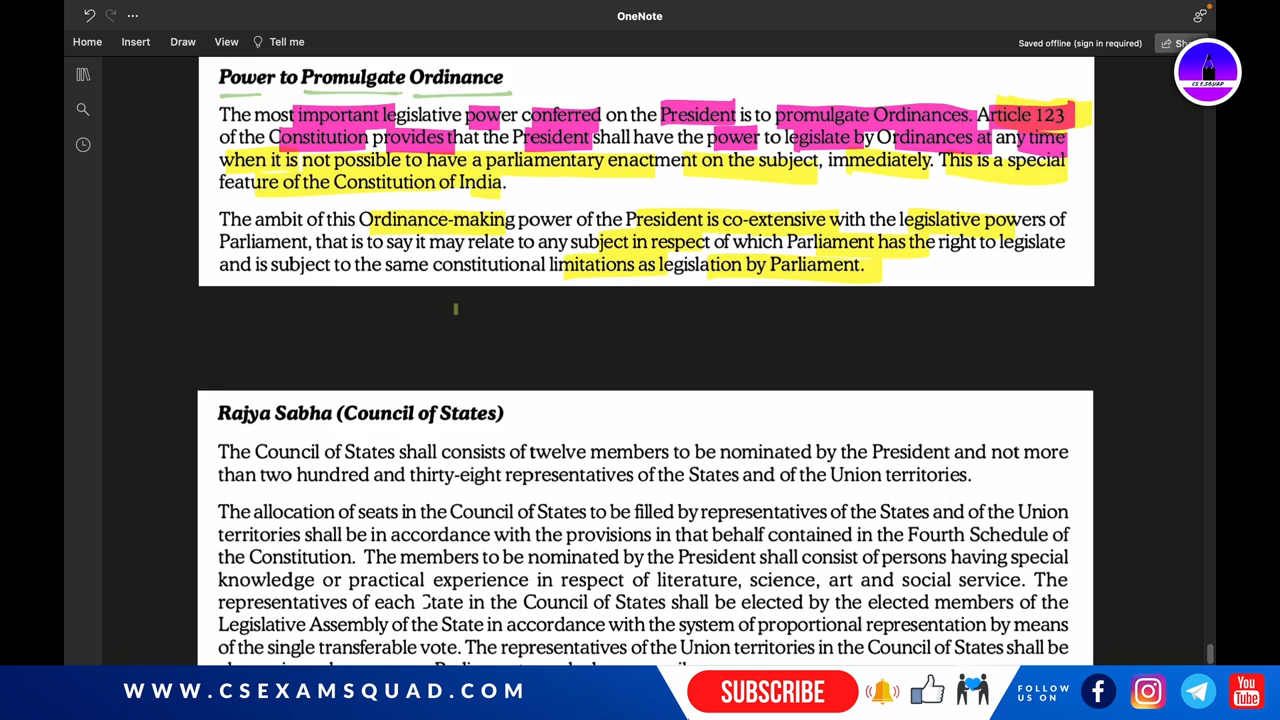 OneNote
Home Insert Draw View Tell me
Saved offline (sign in required)
CS E SQUAD
Power to Promulgate Ordinance
The most important legislative power conferred on the President is to promulgate Ordinances. Article 123
of the Constitution provides that the President shall have the power to legislate by Ordinances at any time
when it is not possible to have a parliamentary enactment on the subject, immediately. This is a special
feature of the Constitution of India.
The ambit of this Ordinance-making power of the President is co-extensive with the legislative powers of
Parliament, that is to say it may relate to any subject in respect of which Parliament has the right to legislate
and is subject to the same constitutional limitations as legislation by Parliament.
Rajya Sabha (Council of States)
The Council of States shall consists of twelve members to be nominated by the President and not more
than two hundred and thirty-eight representatives of the States and of the Union territories.
The allocation of seats in the Council of States to be filled by representatives of the States and of the Union
territories shall be in accordance with the provisions in that behalf contained in the Fourth Schedule of
the Constitution. The members to be nominated by the President shall consist of persons having special
knowledge or practical experience in respect of literature, science, art and social service. The
representatives of each State in the Council of States shall be elected by the elected members of the
Legislative Assembly of the State in accordance with the system of proportional representation by means
of the single transferable vote. The representatives of the Union territories in the Council of States shall be
WWW.CSEXAMSQUAD.COM
SUBSCRIBE
FOLLOW
US ON
You
Tube